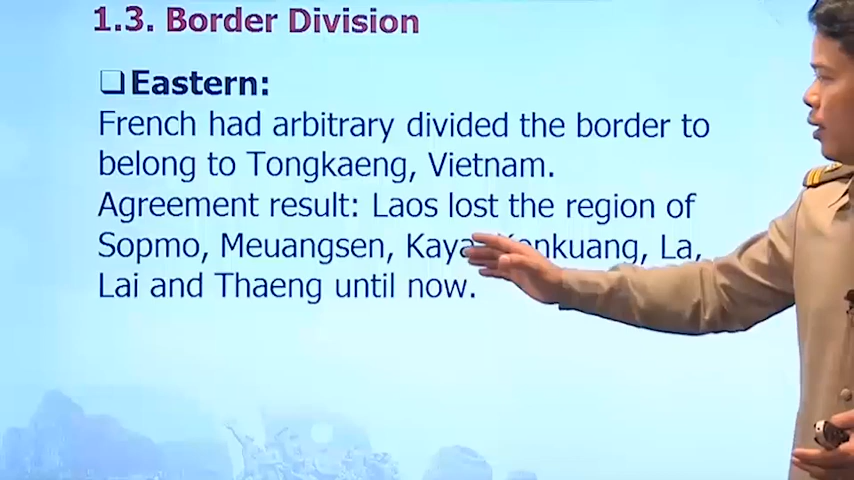 1.3. Border Division
Eastern:
French had arbitrary divided the border to
belong to Tongkaeng, Vietnam.
Agreement result: Laos lost the region of
Sopmo, Meuangsen, Kaya, Konkuang, La,
Lai and Thaeng until now.